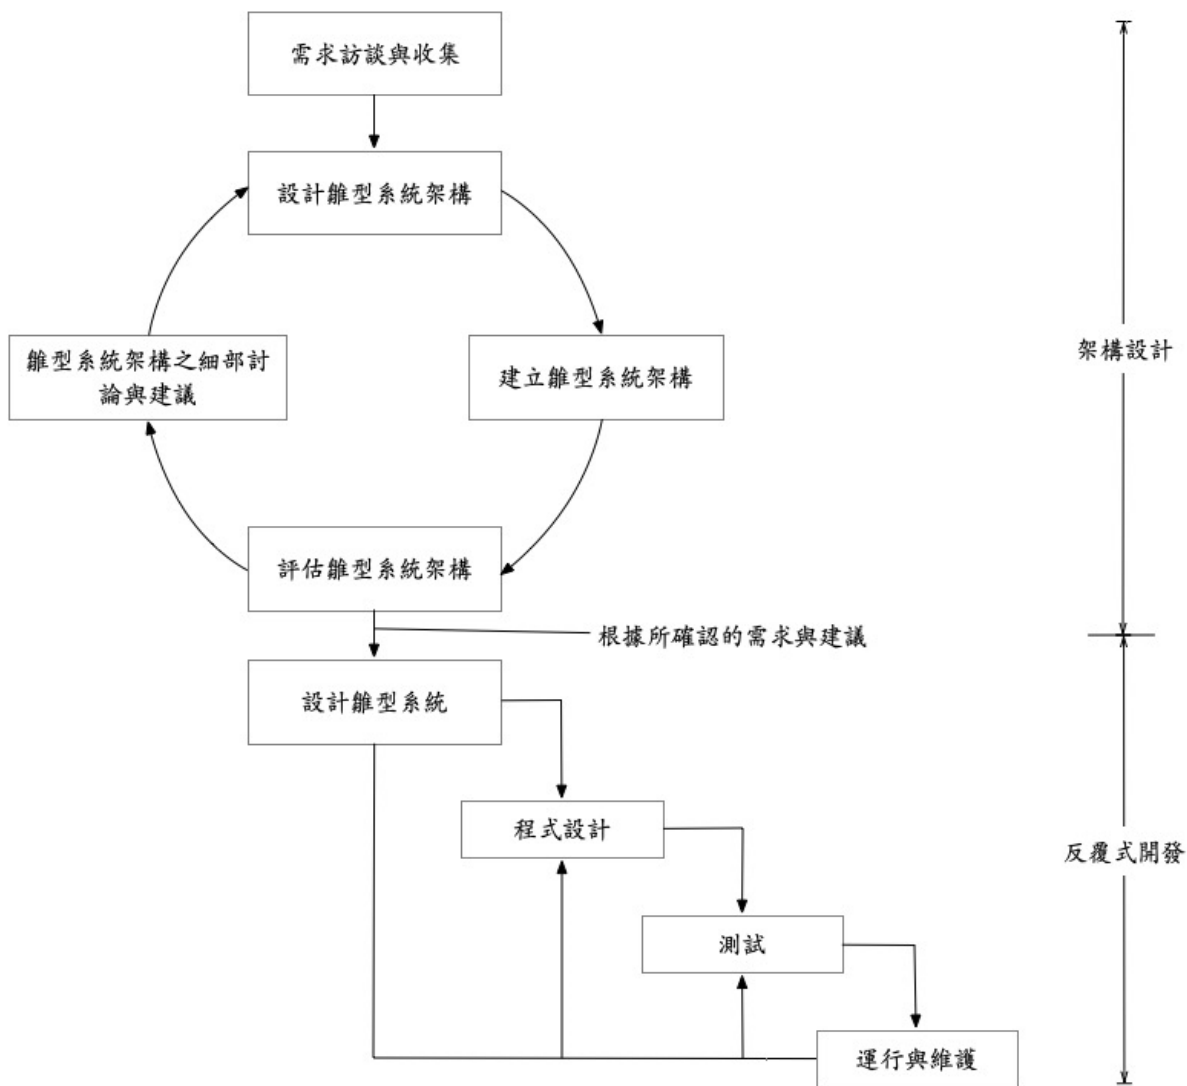 需求訪談與收集
設計雛型系統架構
雛型系統架構之細部討
論與建議
建立雛型系統架構
架構設計
評估雛型系統架構
根據所確認的需求與建議
設計雛型系統
程式設計
反覆式開發
測試
運行與維護